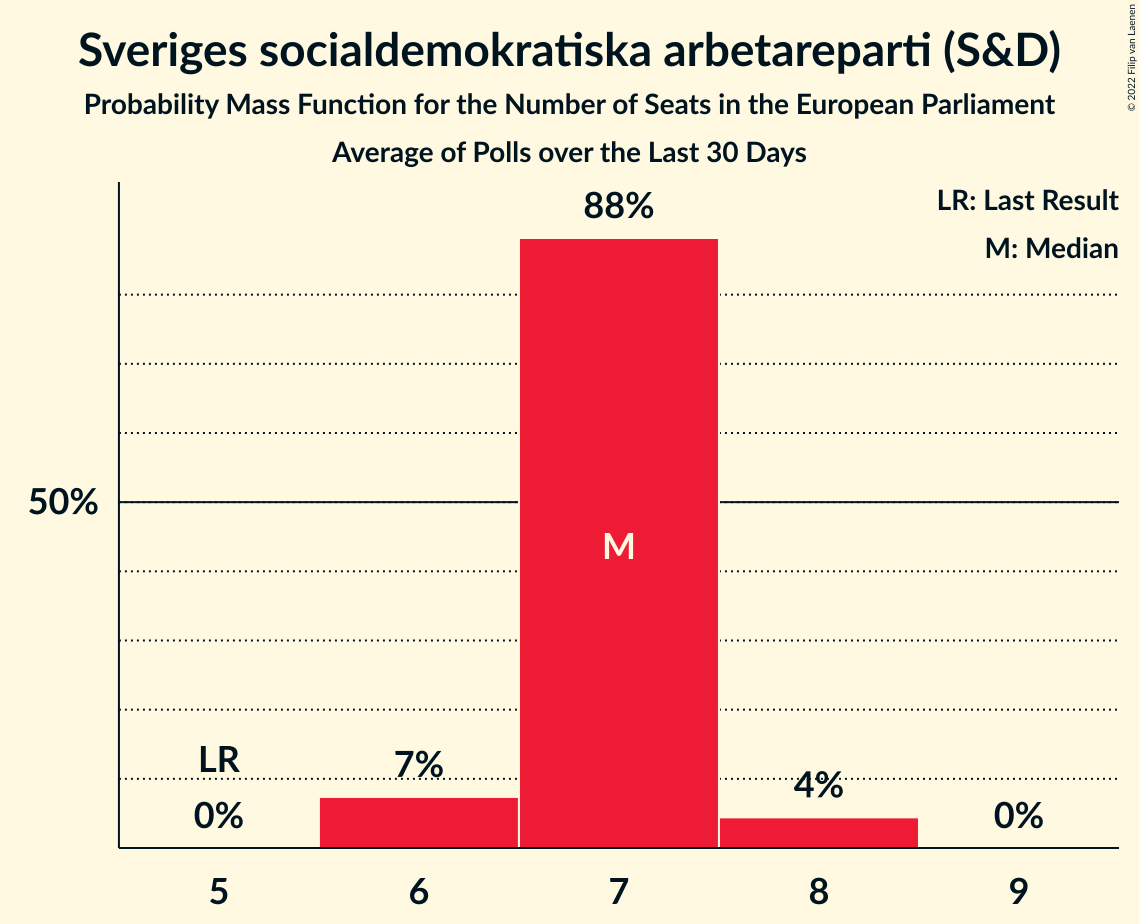 Sveriges socialdemokratiska arbetareparti (S&D)
Probability Mass Function for the Number of Seats in the European Parliament
Average of Polls over the Last 30 Days
© 2022 Filip van Laenen
LR: Last Result
M: Median
88%
50%
M
LR
7%
4%
0%
0%
5 6 7 8 9